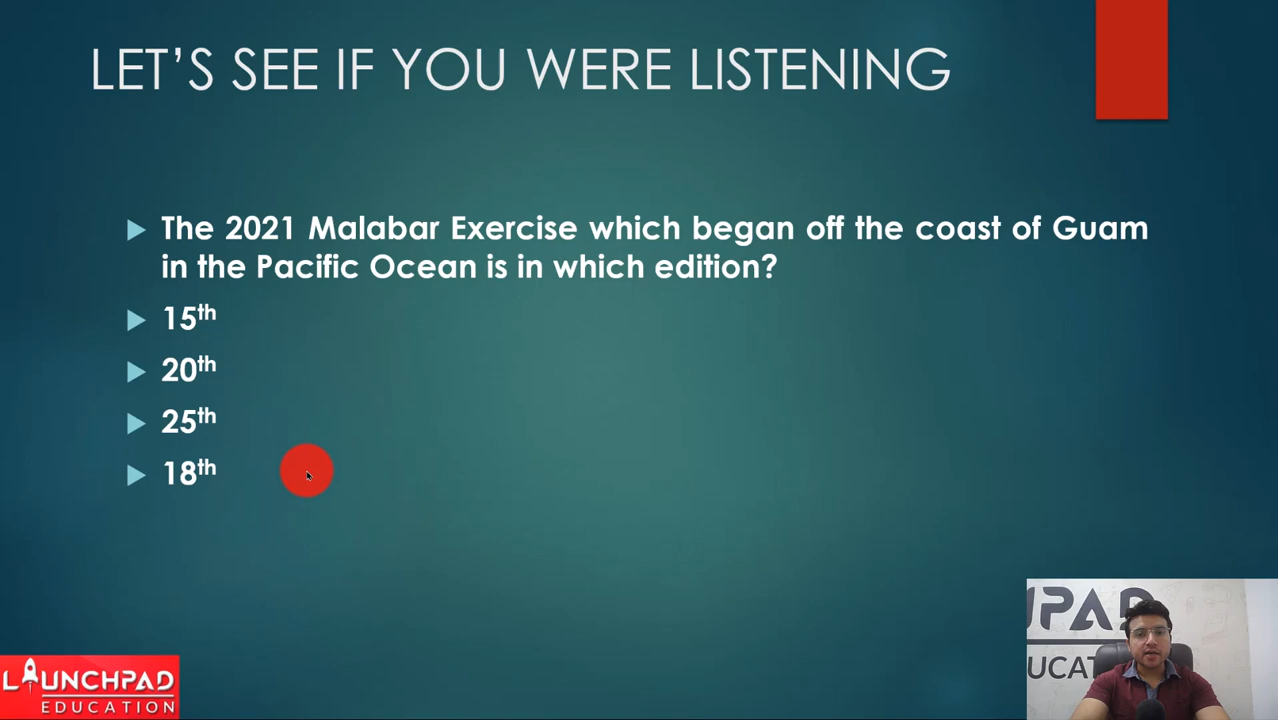 LET’S SEE IF YOU WERE LISTENING
The 2021 Malabar Exercise which began off the coast of Guam
in the Pacific Ocean is in which edition?
15th
20th
25th
18th
LAUNCHPAD
EDUCATION